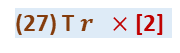 (27) T r × [2]